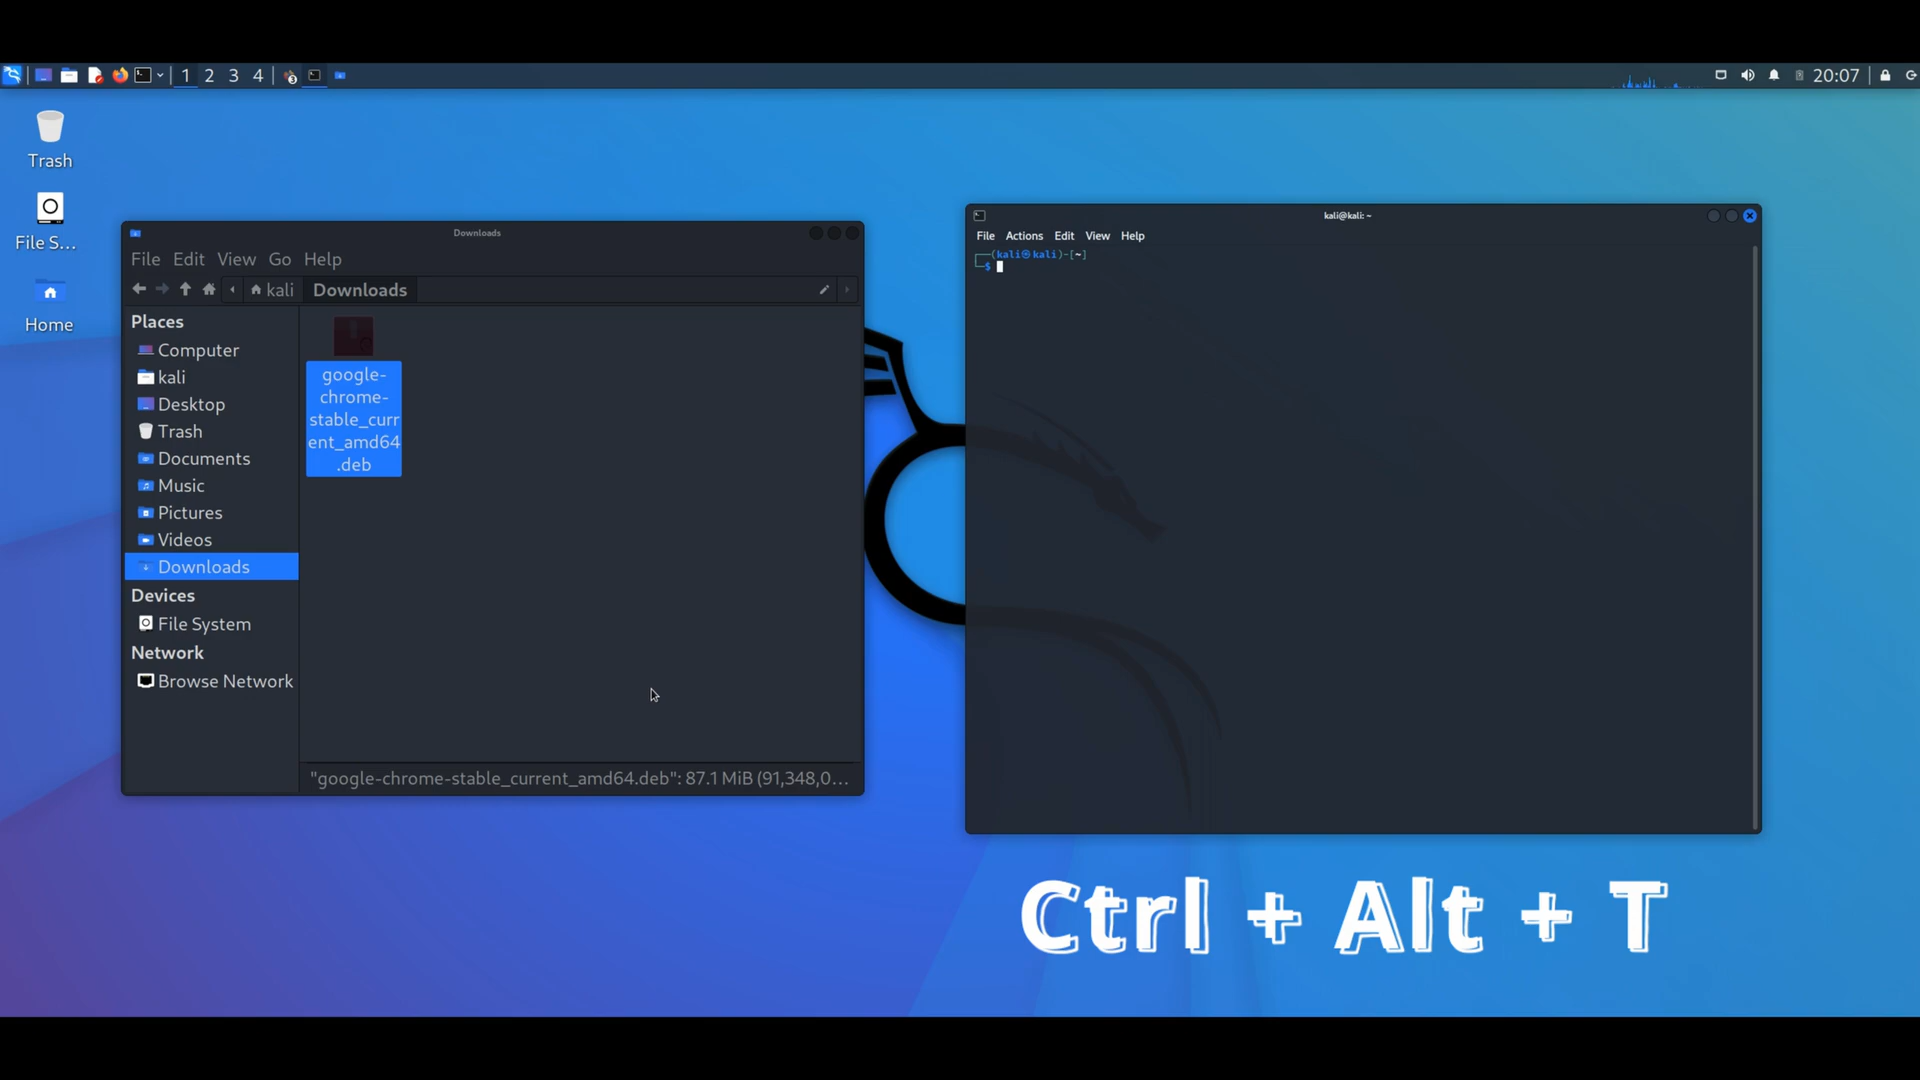 1 2 3 4
20:07
Trash
File S...
Home
Downloads
File Edit View Go Help
kali Downloads
Places
Computer
kali
Desktop
Trash
Documents
Music
Pictures
Videos
Downloads
Devices
File System
Network
Browse Network
google-
chrome-
stable_curr
ent_amd64
.deb
"google-chrome-stable_current_amd64.deb": 87.1 MiB (91,348,0...
kali@kali: ~
File Actions Edit View Help
┌──(kali㉿kali)-[~]
└─$
Ctrl + Alt + T